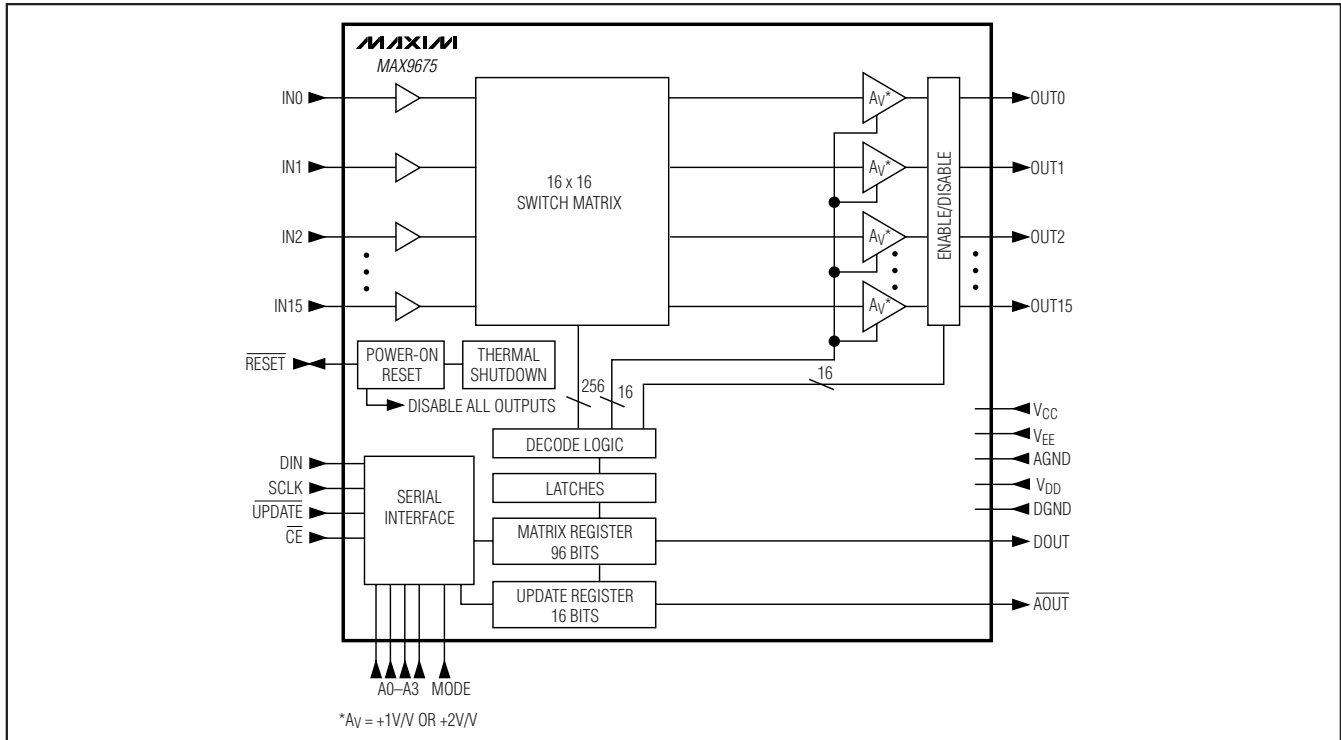 MAXIM
MAX9675
IN0
IN1
IN2
IN15
16 x 16
SWITCH MATRIX
AV*
AV*
AV*
AV*
ENABLE/DISABLE
OUT0
OUT1
OUT2
OUT15
RESET
POWER-ON
RESET
THERMAL
SHUTDOWN
DISABLE ALL OUTPUTS
256
16
16
DECODE LOGIC
LATCHES
MATRIX REGISTER
96 BITS
UPDATE REGISTER
16 BITS
DIN
SCLK
UPDATE
CE
SERIAL
INTERFACE
A0–A3
MODE
VCC
VEE
AGND
VDD
DGND
DOUT
AOUT
*AV = +1V/V OR +2V/V